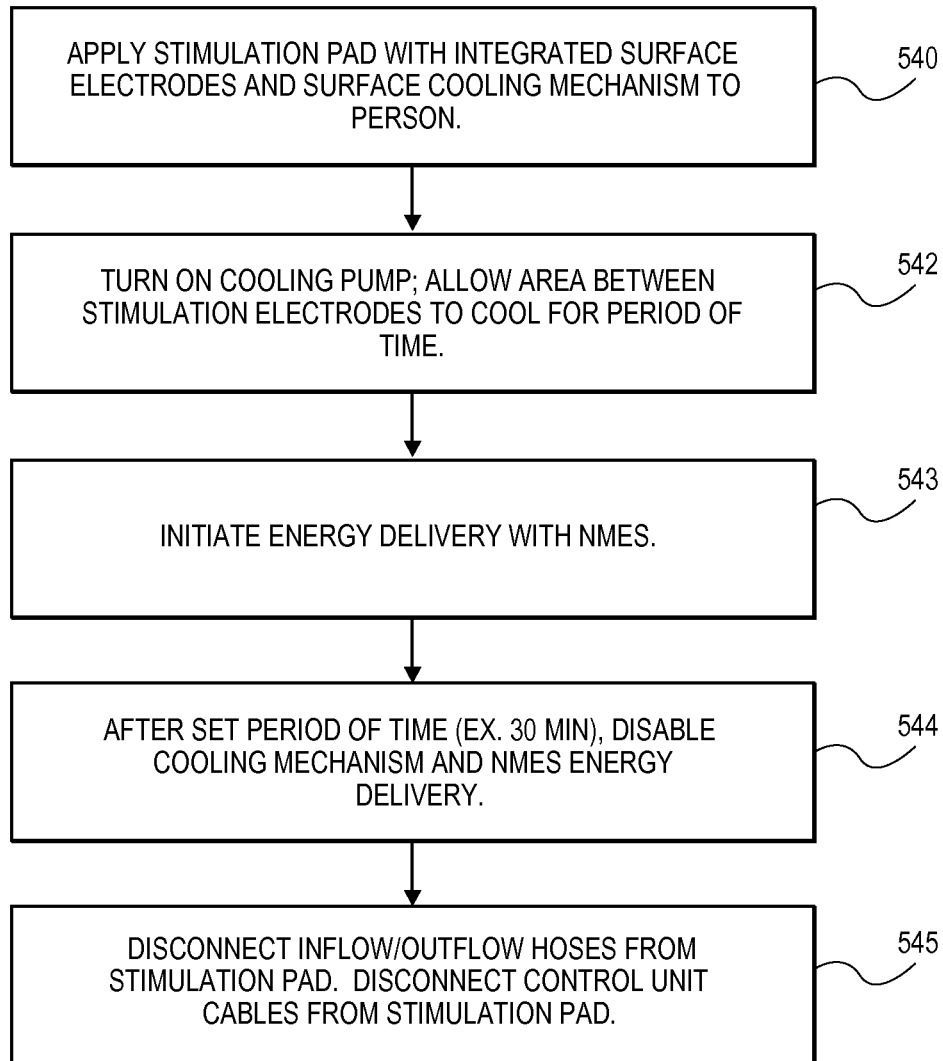 APPLY STIMULATION PAD WITH INTEGRATED SURFACE
ELECTRODES AND SURFACE COOLING MECHANISM TO
PERSON.
540
TURN ON COOLING PUMP; ALLOW AREA BETWEEN
STIMULATION ELECTRODES TO COOL FOR PERIOD OF
TIME.
542
INITIATE ENERGY DELIVERY WITH NMES.
543
AFTER SET PERIOD OF TIME (EX. 30 MIN), DISABLE
COOLING MECHANISM AND NMES ENERGY
DELIVERY.
544
DISCONNECT INFLOW/OUTFLOW HOSES FROM
STIMULATION PAD. DISCONNECT CONTROL UNIT
CABLES FROM STIMULATION PAD.
545